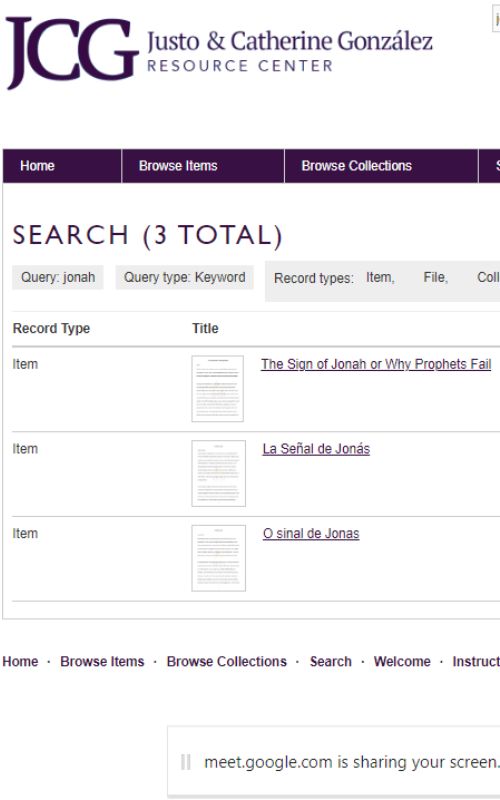 JCG Justo & Catherine González
RESOURCE CENTER
Home Browse Items Browse Collections
SEARCH (3 TOTAL)
Query: jonah Query type: Keyword Record types: Item, File, Coll
Record Type Title
Item The Sign of Jonah or Why Prophets Fail
Item La Señal de Jonás
Item O sinal de Jonas
Home · Browse Items · Browse Collections · Search · Welcome · Instruct
meet.google.com is sharing your screen.